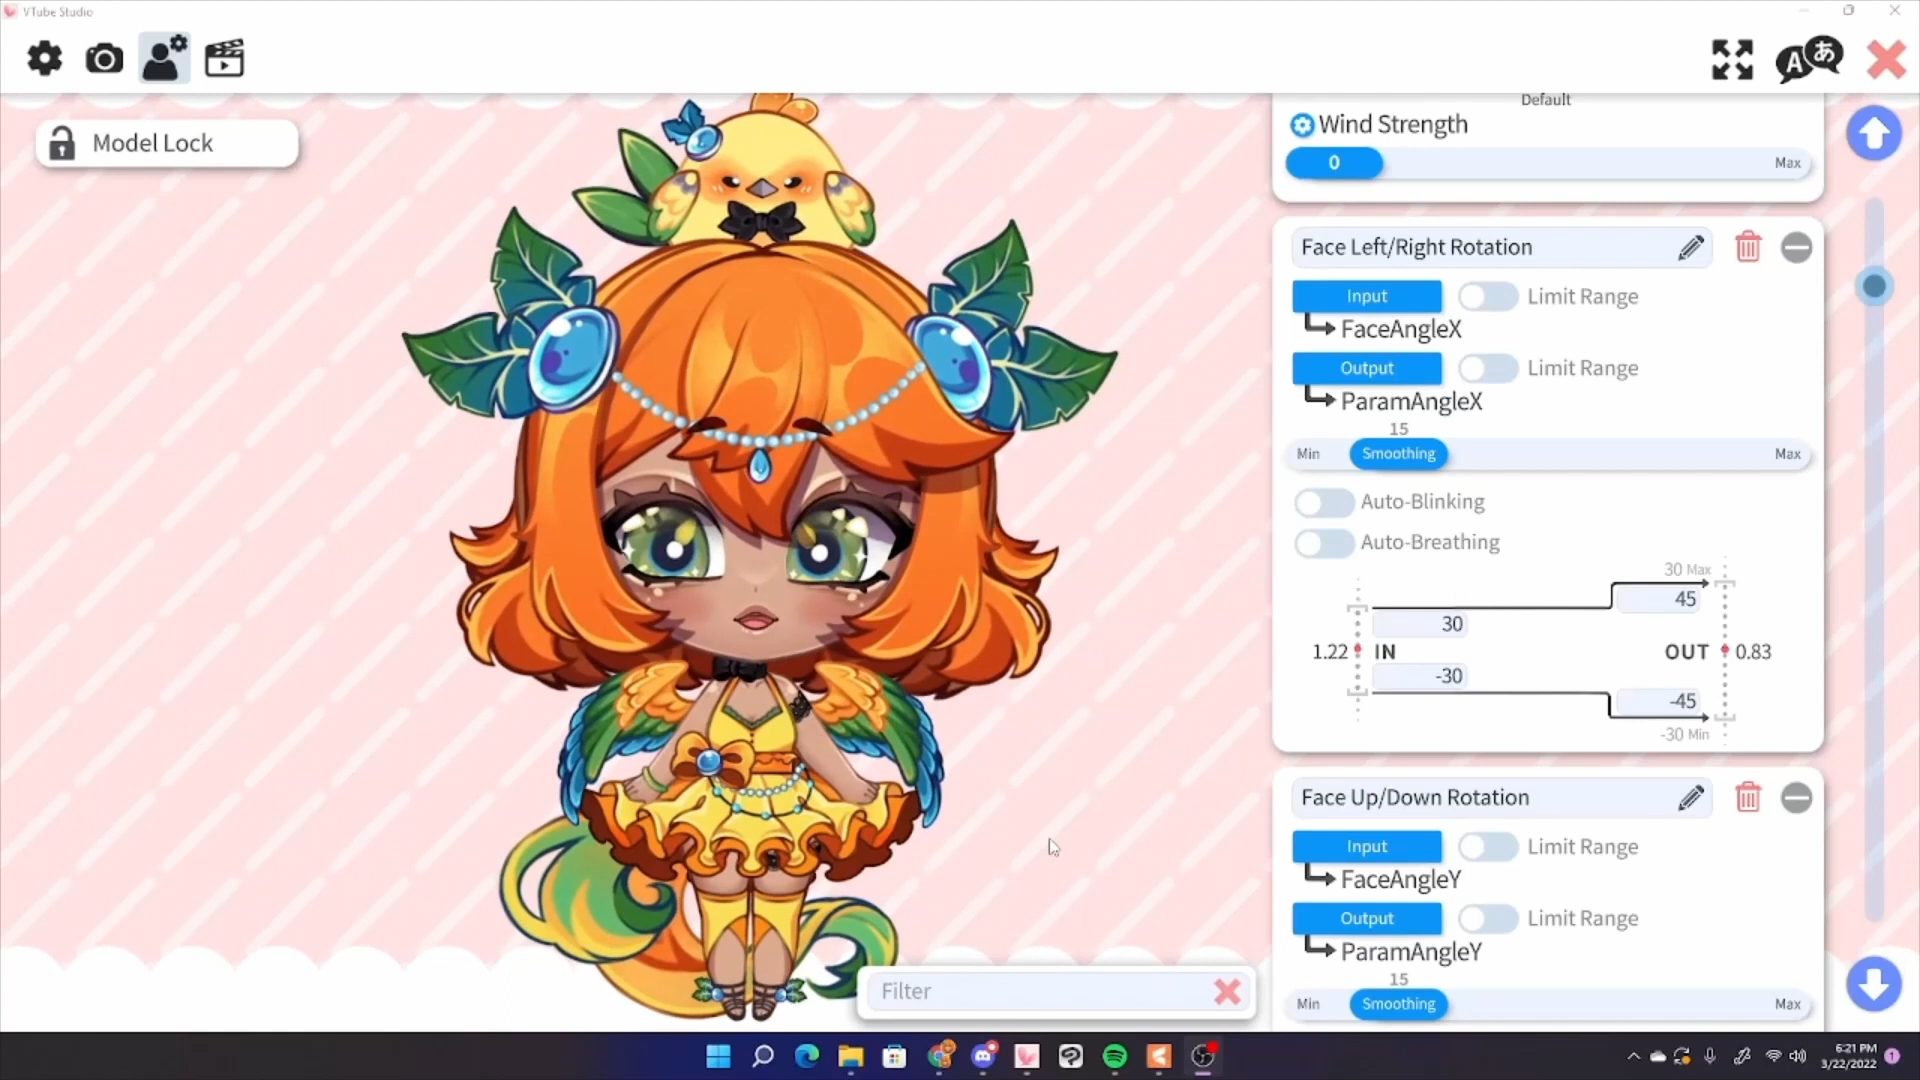 VTube Studio
A あ
Model Lock
Default
Wind Strength
0 Max
Face Left/Right Rotation
Input Limit Range
FaceAngleX
Output Limit Range
ParamAngleX
15
Min Smoothing Max
Auto-Blinking
Auto-Breathing
30 Max
45
30
1.22 IN OUT 0.83
-30
-45
-30 Min
Face Up/Down Rotation
Input Limit Range
FaceAngleY
Output Limit Range
ParamAngleY
15
Min Smoothing Max
Filter
6:21 PM
3/22/2022
1